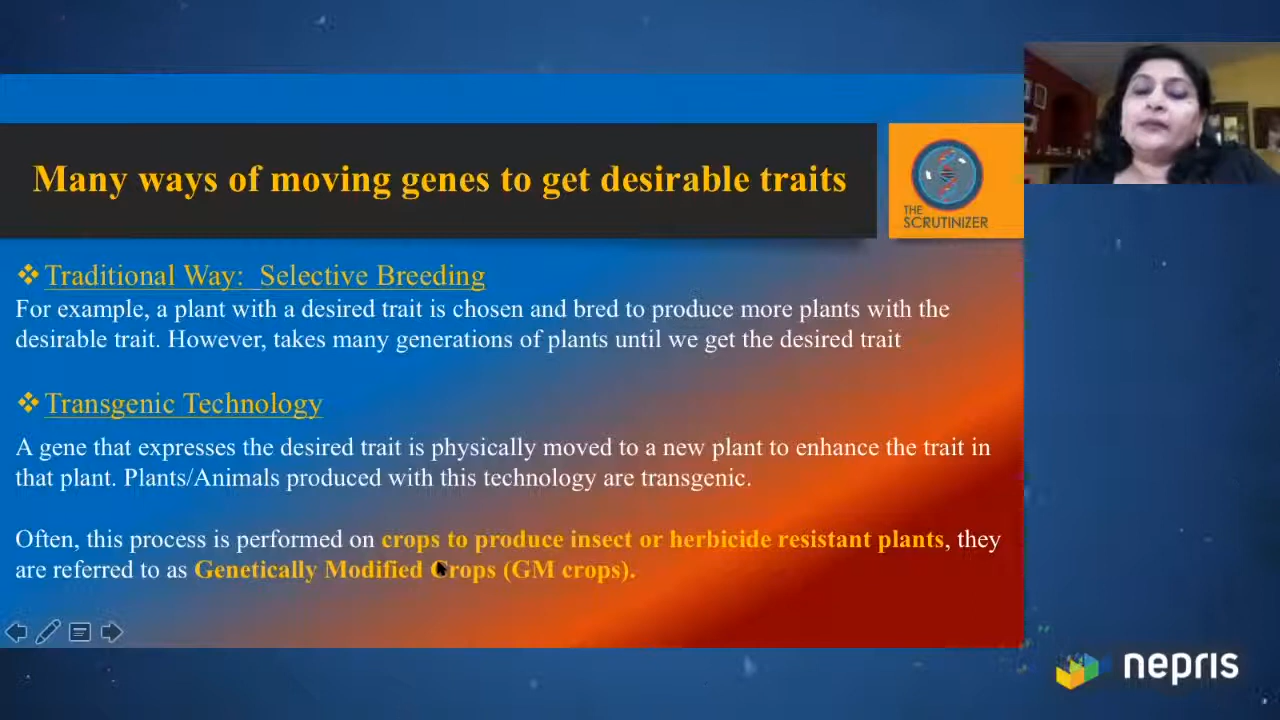 Many ways of moving genes to get desirable traits
THE
SCRUTINIZER
Traditional Way: Selective Breeding
For example, a plant with a desired trait is chosen and bred to produce more plants with the
desirable trait. However, takes many generations of plants until we get the desired trait
Transgenic Technology
A gene that expresses the desired trait is physically moved to a new plant to enhance the trait in
that plant. Plants/Animals produced with this technology are transgenic.
Often, this process is performed on crops to produce insect or herbicide resistant plants, they
are referred to as Genetically Modified Crops (GM crops).
nepris